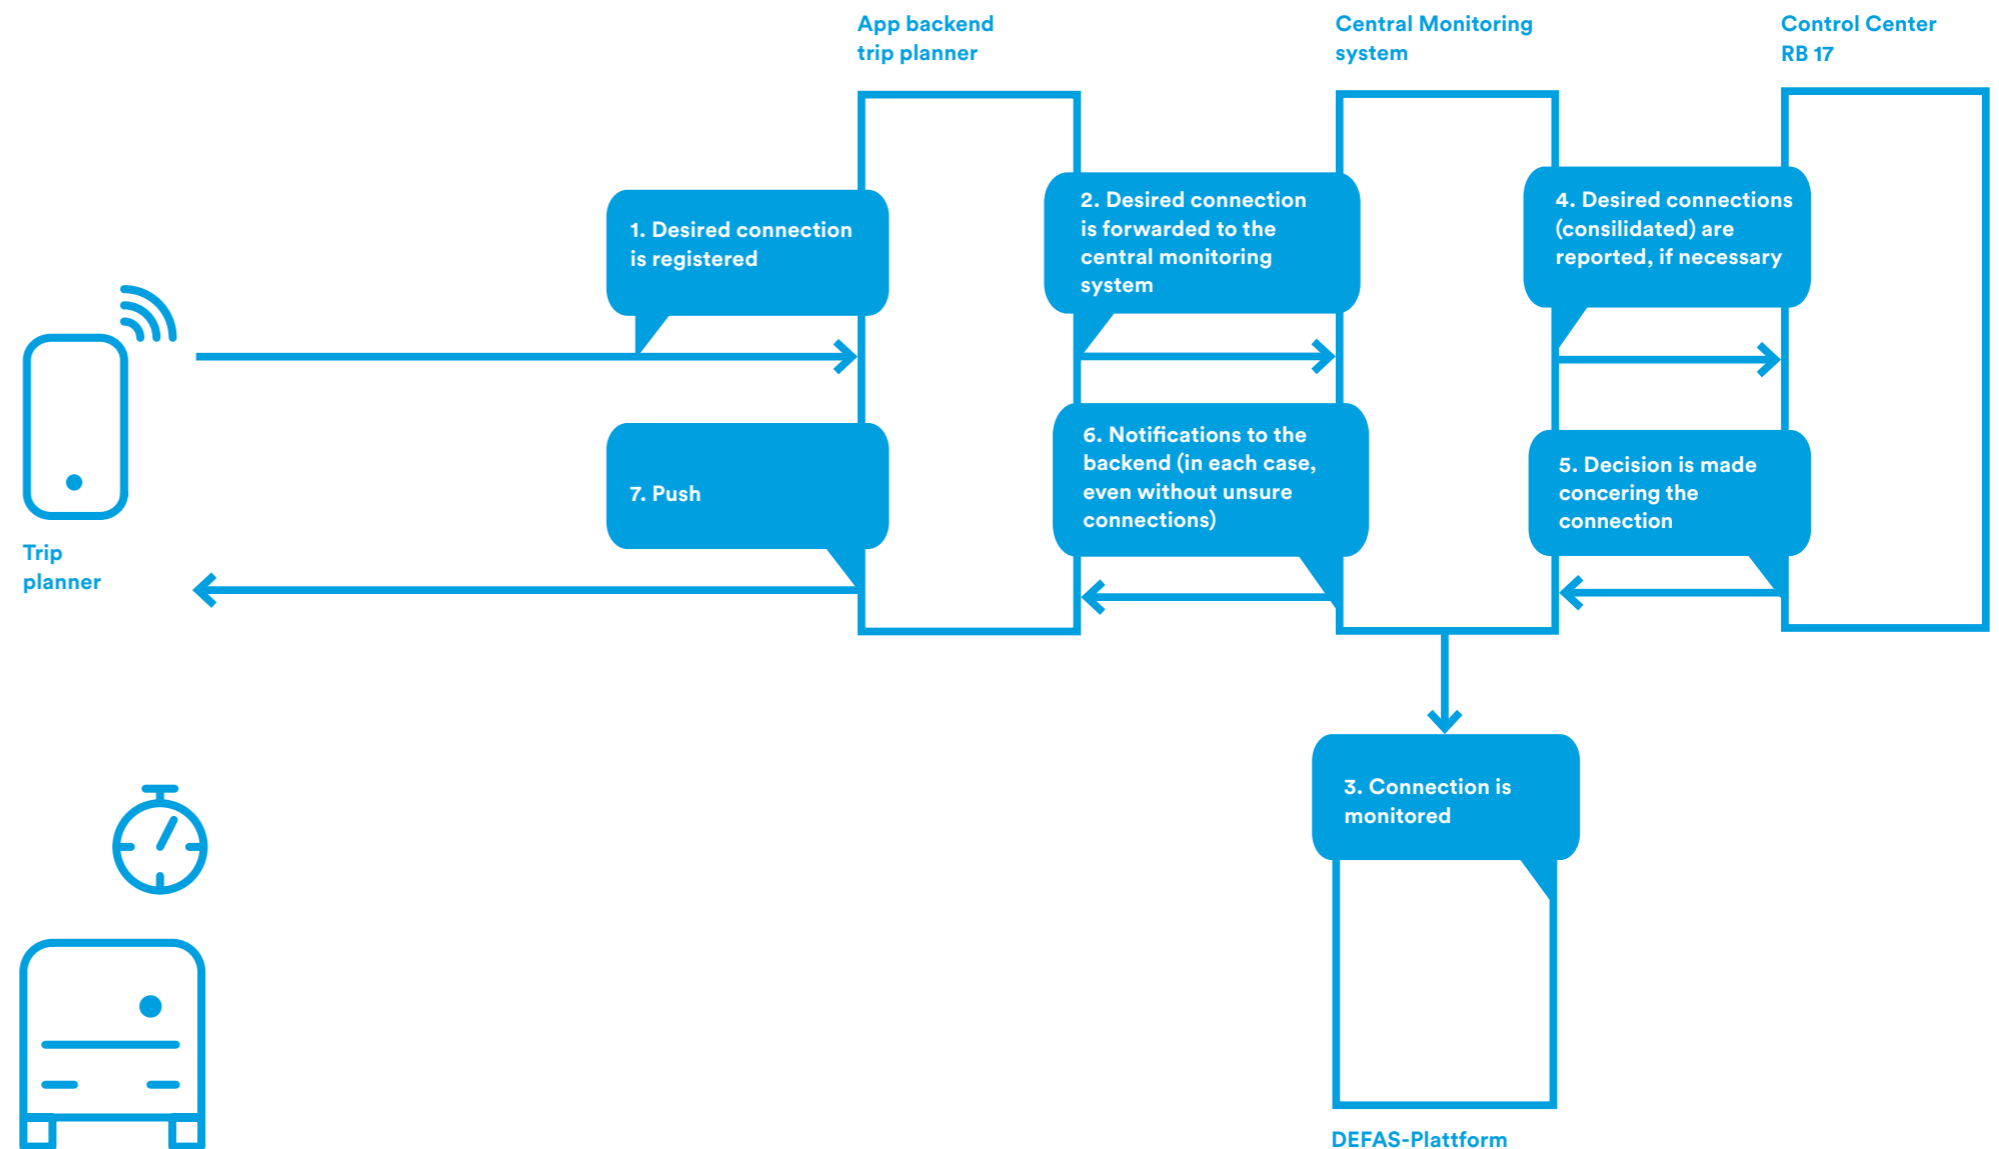 App backend
trip planner
Central Monitoring
system
Control Center
RB 17
1. Desired connection
is registered
2. Desired connection
is forwarded to the
central monitoring
system
4. Desired connections
(consilidated) are
reported, if necessary
7. Push
6. Notifications to the
backend (in each case,
even without unsure
connections)
5. Decision is made
concering the
connection
Trip
planner
3. Connection is
monitored
DEFAS-Plattform